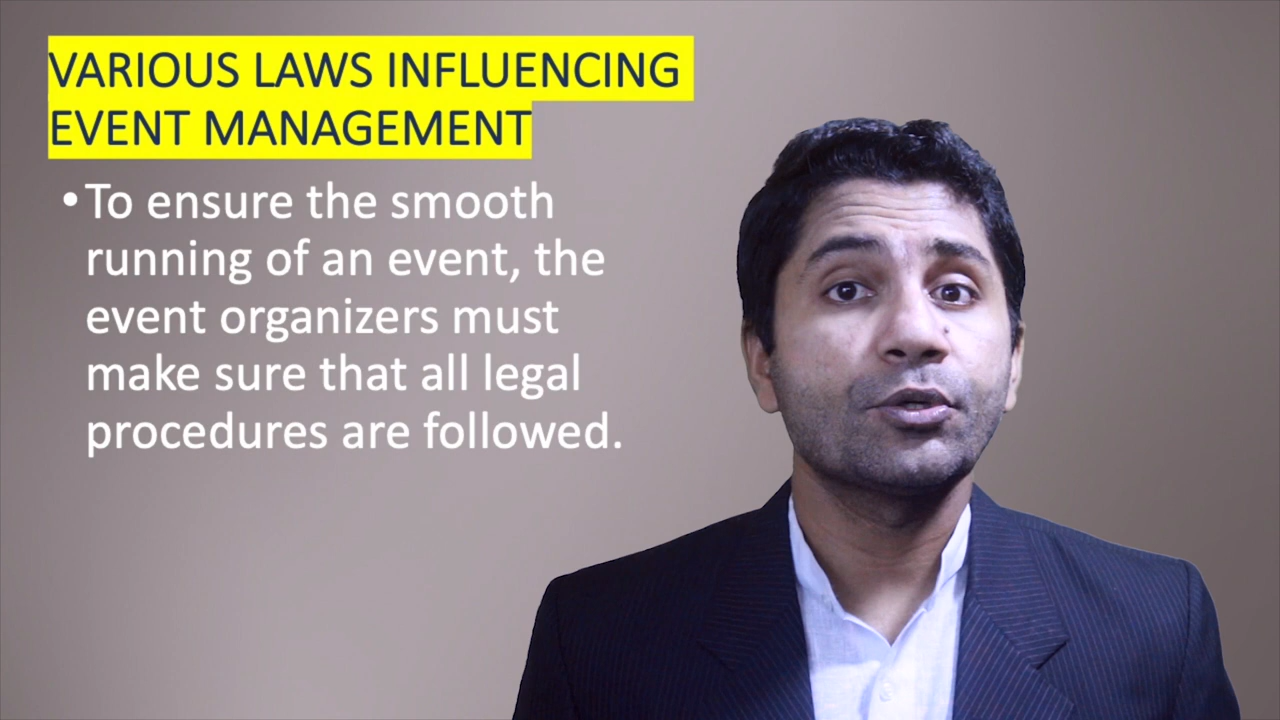 VARIOUS LAWS INFLUENCING
EVENT MANAGEMENT
•To ensure the smooth
running of an event, the
event organizers must
make sure that all legal
procedures are followed.